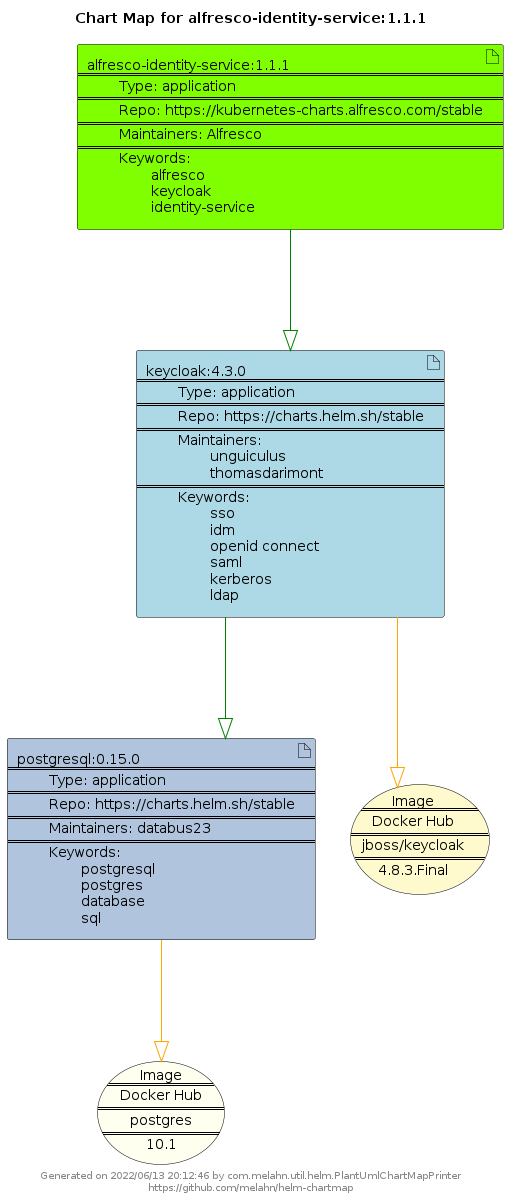 Chart Map for alfresco-identity-service:1.1.1
alfresco-identity-service:1.1.1
Type: application
Repo: https://kubernetes-charts.alfresco.com/stable
Maintainers: Alfresco
Keywords:
alfresco
keycloak
identity-service
keycloak:4.3.0
Type: application
Repo: https://charts.helm.sh/stable
Maintainers:
unguiculus
thomasdarimont
Keywords:
sso
idm
openid connect
saml
kerberos
ldap
postgresql:0.15.0
Type: application
Repo: https://charts.helm.sh/stable
Maintainers: databus23
Keywords:
postgresql
postgres
database
sql
Image
Docker Hub
jboss/keycloak
4.8.3.Final
Image
Docker Hub
postgres
10.1
Generated on 2022/06/13 20:12:46 by com.melahn.util.helm.PlantUmlChartMapPrinter
https://github.com/melahn/helm-chartmap